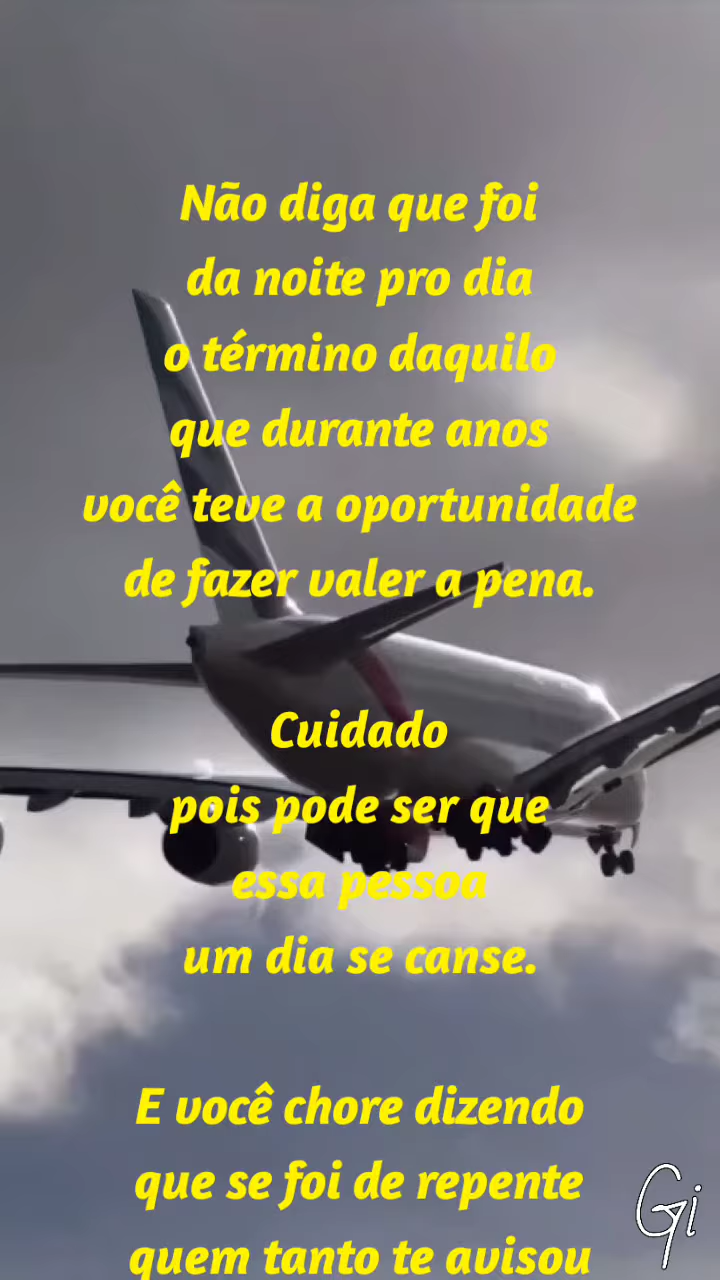 Não diga que foi
da noite pro dia
o término daquilo
que durante anos
você teve a oportunidade
de fazer valer a pena.
Cuidado
pois pode ser que
essa pessoa
um dia se canse.
E você chore dizendo
que se foi de repente
quem tanto te avisou
Gi